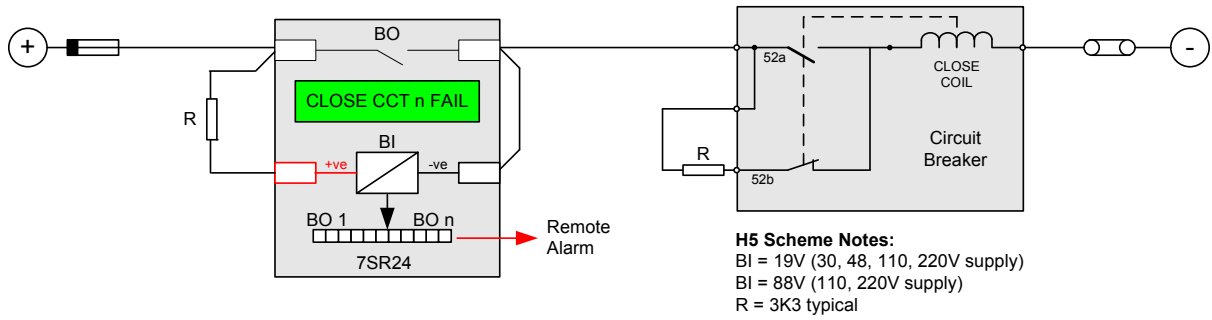 +
BO
CLOSE CCT n FAIL
R
BI
+ve
-ve
BO 1
BO n
7SR24
Remote
Alarm
52a
CLOSE
COIL
-
R
52b
Circuit
Breaker
H5 Scheme Notes:
BI = 19V (30, 48, 110, 220V supply)
BI = 88V (110, 220V supply)
R = 3K3 typical